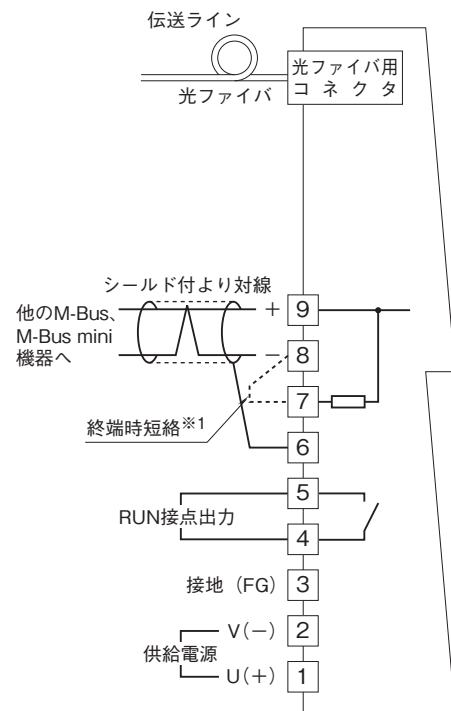 伝送ライン
光ファイバ
光ファイバ用
コネクタ
シールド付より対線
他のM-Bus、
M-Bus mini
機器へ
+ 9
− 8
7
終端時短絡※1
6
5
RUN接点出力
4
接地（FG） 3
V（−） 2
供給電源
U（+） 1